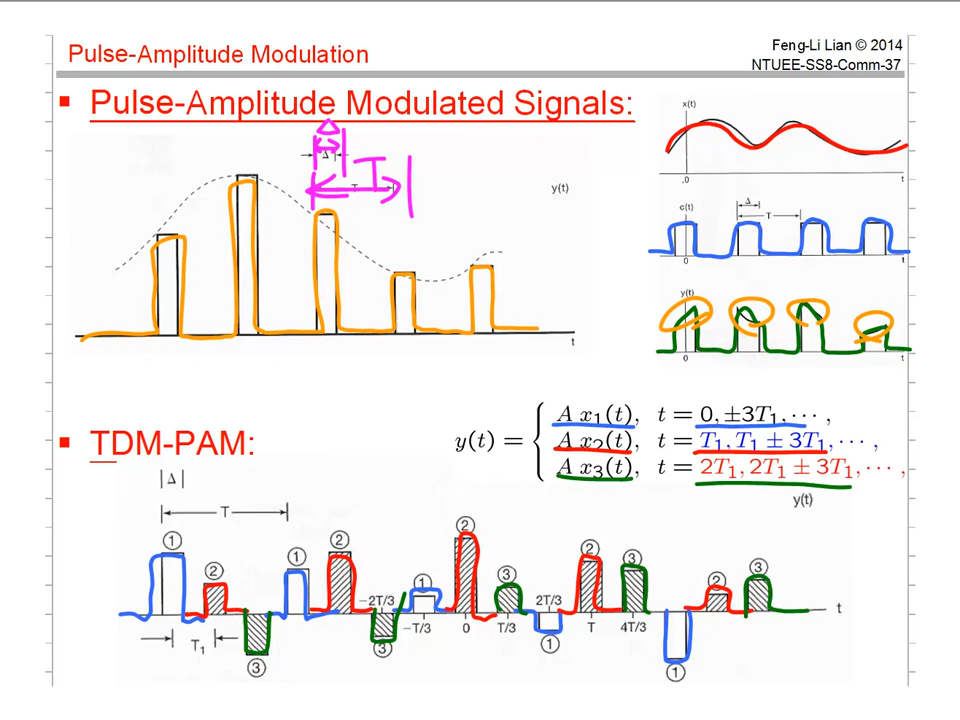 Pulse-Amplitude Modulation
Feng-Li Lian © 2014
NTUEE-SS8-Comm-37
▪ Pulse-Amplitude Modulated Signals:
Δ
Δ
T
T
y(t)
t
x(t)
0
t
c(t)
Δ
T
0
t
y(t)
0
t
▪ TDM-PAM:
y(t) = { A x₁(t), t = 0, ±3T₁, ⋯ ,
A x₂(t), t = T₁, T₁ ± 3T₁, ⋯ ,
A x₃(t), t = 2T₁, 2T₁ ± 3T₁, ⋯ ,
y(t)
|Δ|
T
① ② ③ ① ② ③ ① ② ③ ① ② ③ ① ② ③
-2T/3 -T/3 0 T/3 2T/3 T 4T/3 t
T₁